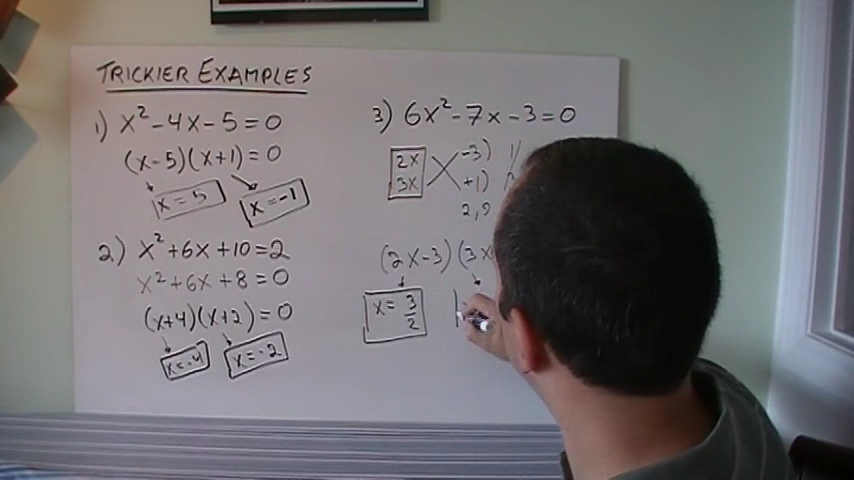 TRICKIER EXAMPLES
1) x² - 4x - 5 = 0
(x-5)(x+1) = 0
x = 5 x = -1
2) x² + 6x + 10 = 2
x² + 6x + 8 = 0
(x+4)(x+2) = 0
x = -4 x = -2
3) 6x² - 7x - 3 = 0
2x -3)
3x +1)
2, 9
(2x-3)(3x
x = 3/2